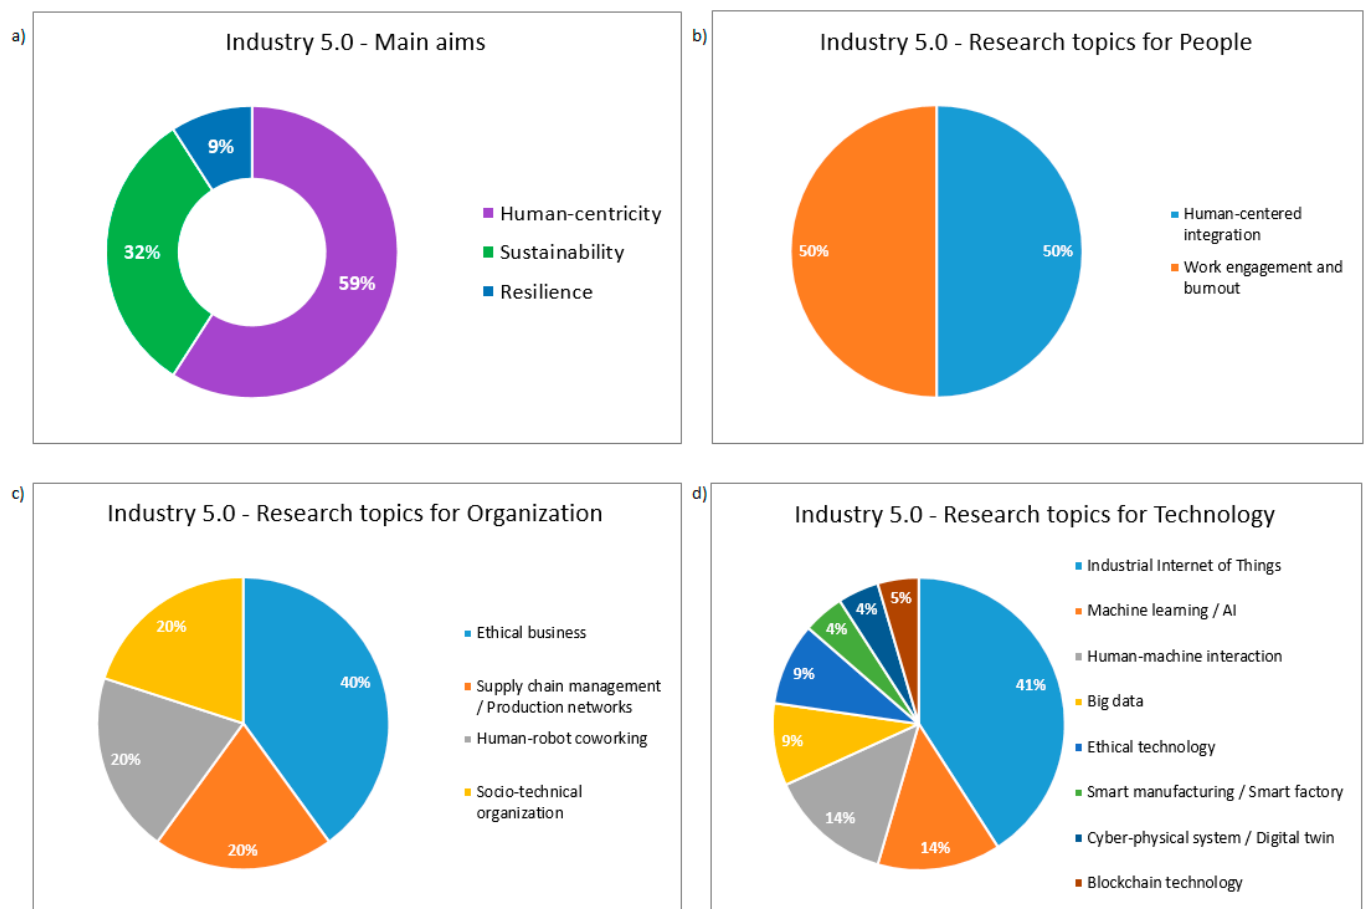 a)
Industry 5.0 - Main aims
9%
32%
59%
Human-centricity
Sustainability
Resilience
b)
Industry 5.0 - Research topics for People
50%
50%
Human-centered
integration
Work engagement and
burnout
c)
Industry 5.0 - Research topics for Organization
20%
40%
20%
20%
Ethical business
Supply chain management
/ Production networks
Human-robot coworking
Socio-technical
organization
d)
Industry 5.0 - Research topics for Technology
5%
4%
4%
9%
41%
9%
14%
14%
Industrial Internet of Things
Machine learning / AI
Human-machine interaction
Big data
Ethical technology
Smart manufacturing / Smart factory
Cyber-physical system / Digital twin
Blockchain technology